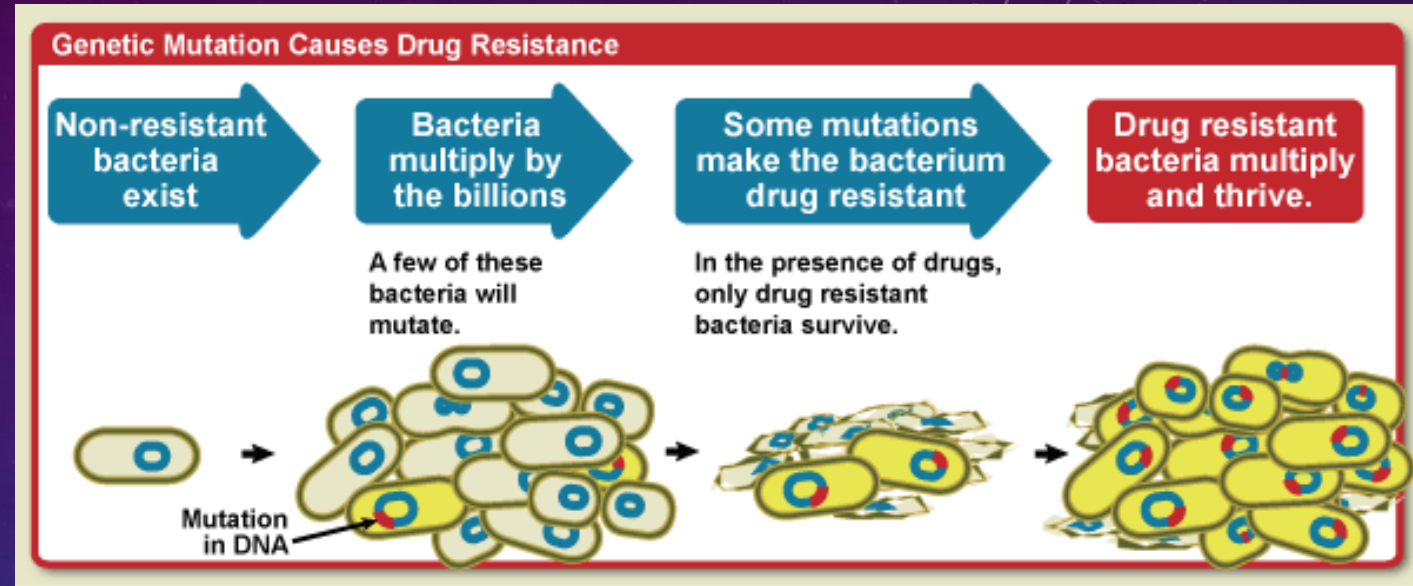 Genetic Mutation Causes Drug Resistance
Non-resistant
bacteria
exist
Bacteria
multiply by
the billions
Some mutations
make the bacterium
drug resistant
Drug resistant
bacteria multiply
and thrive.
A few of these
bacteria will
mutate.
In the presence of drugs,
only drug resistant
bacteria survive.
Mutation
in DNA